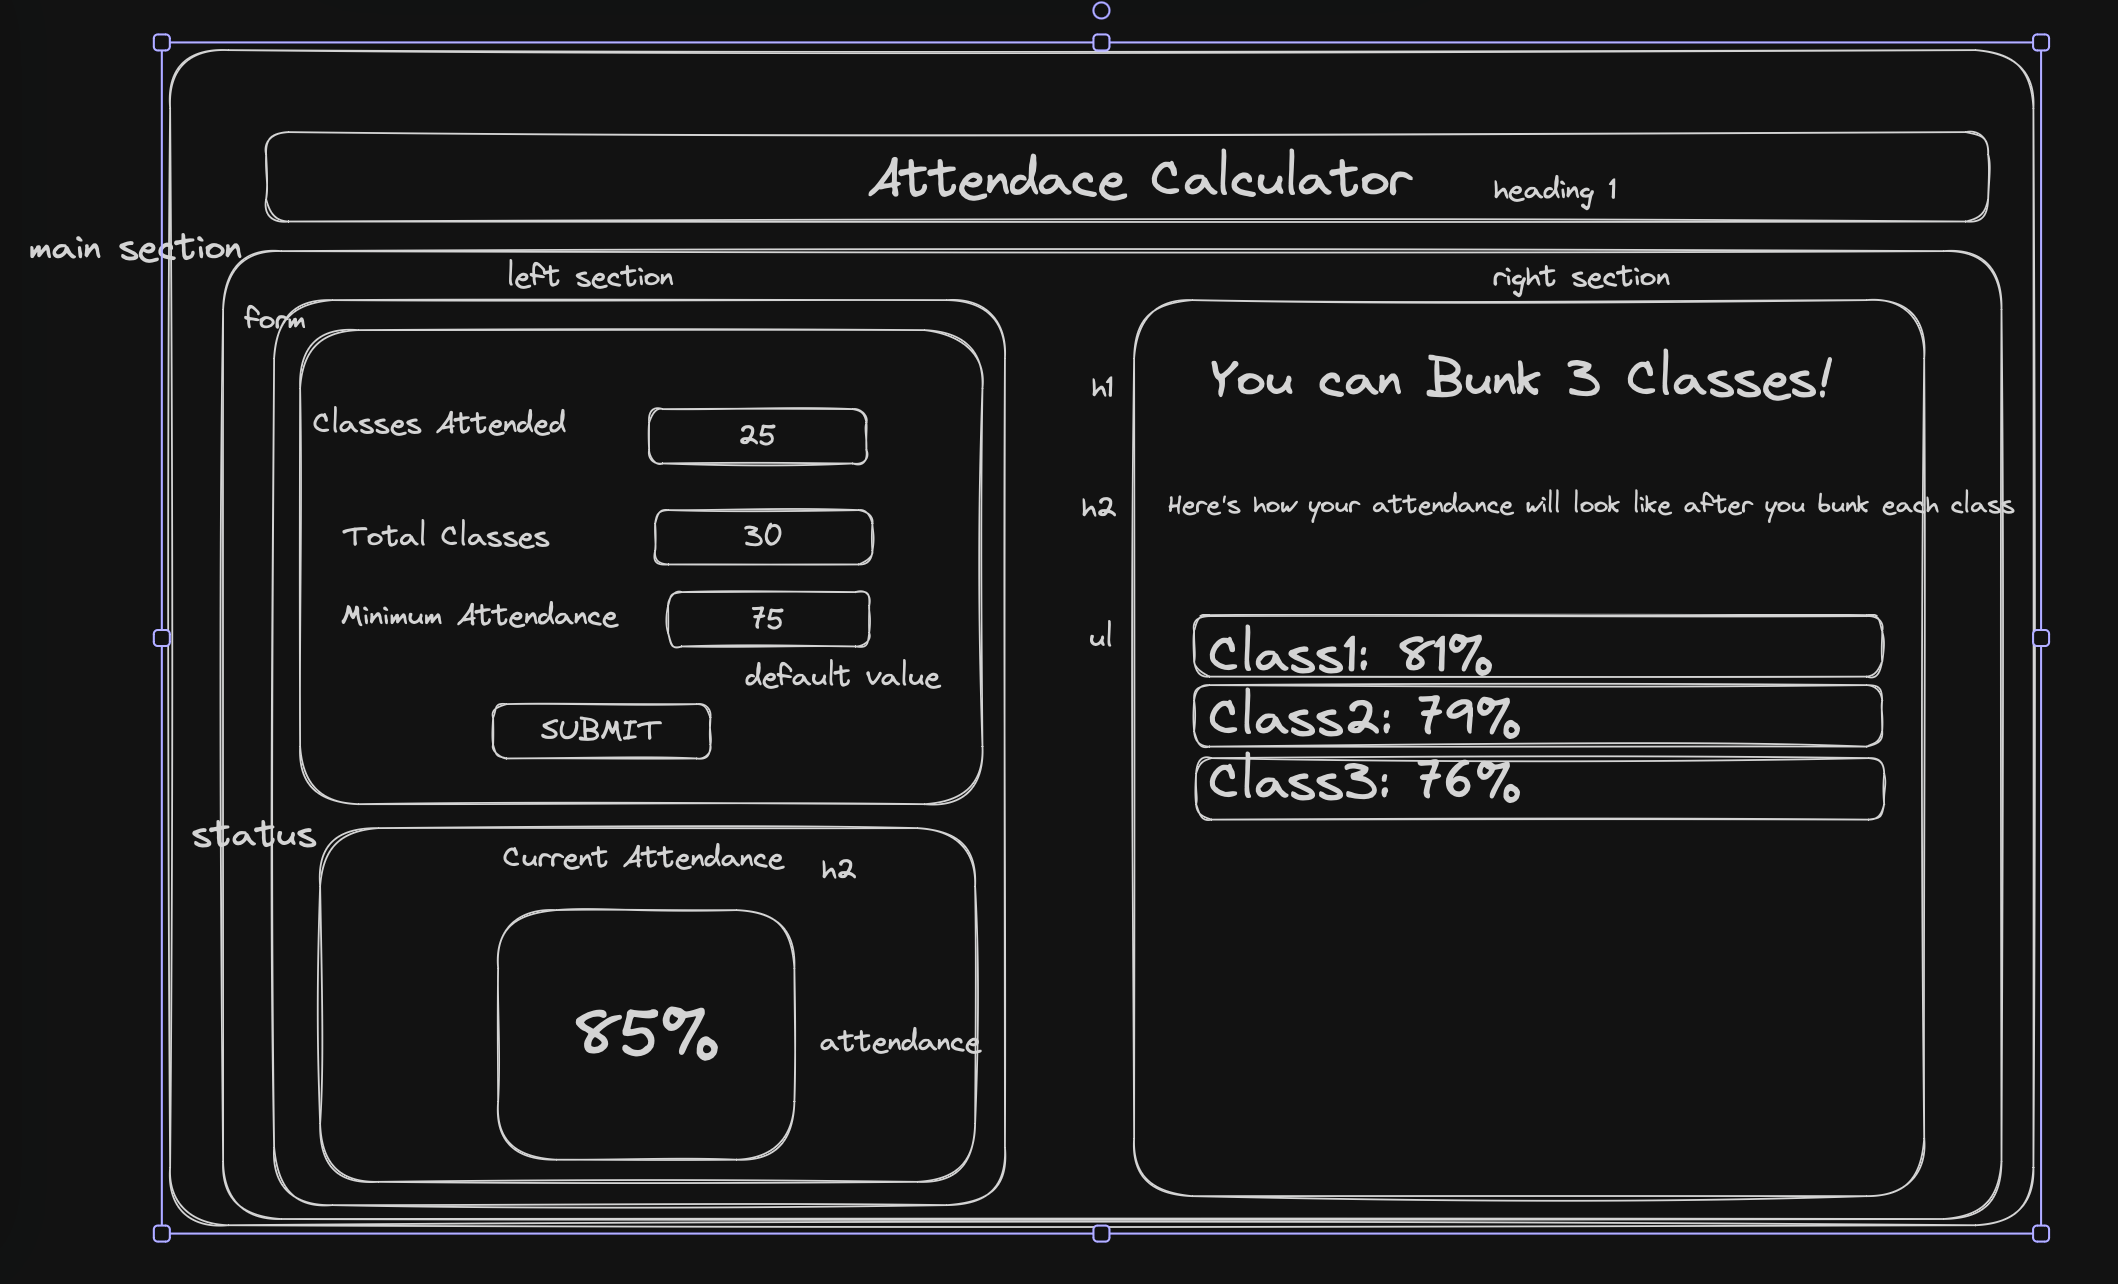 Attendace Calculator heading 1
main section
left section
form
Classes Attended 25
Total Classes 30
Minimum Attendance 75
default value
SUBMIT
status
Current Attendance h2
85%
attendance
right section
h1 You can Bunk 3 Classes!
h2 Here's how your attendance will look like after you bunk each class
ul
Class1: 81%
Class2: 79%
Class3: 76%